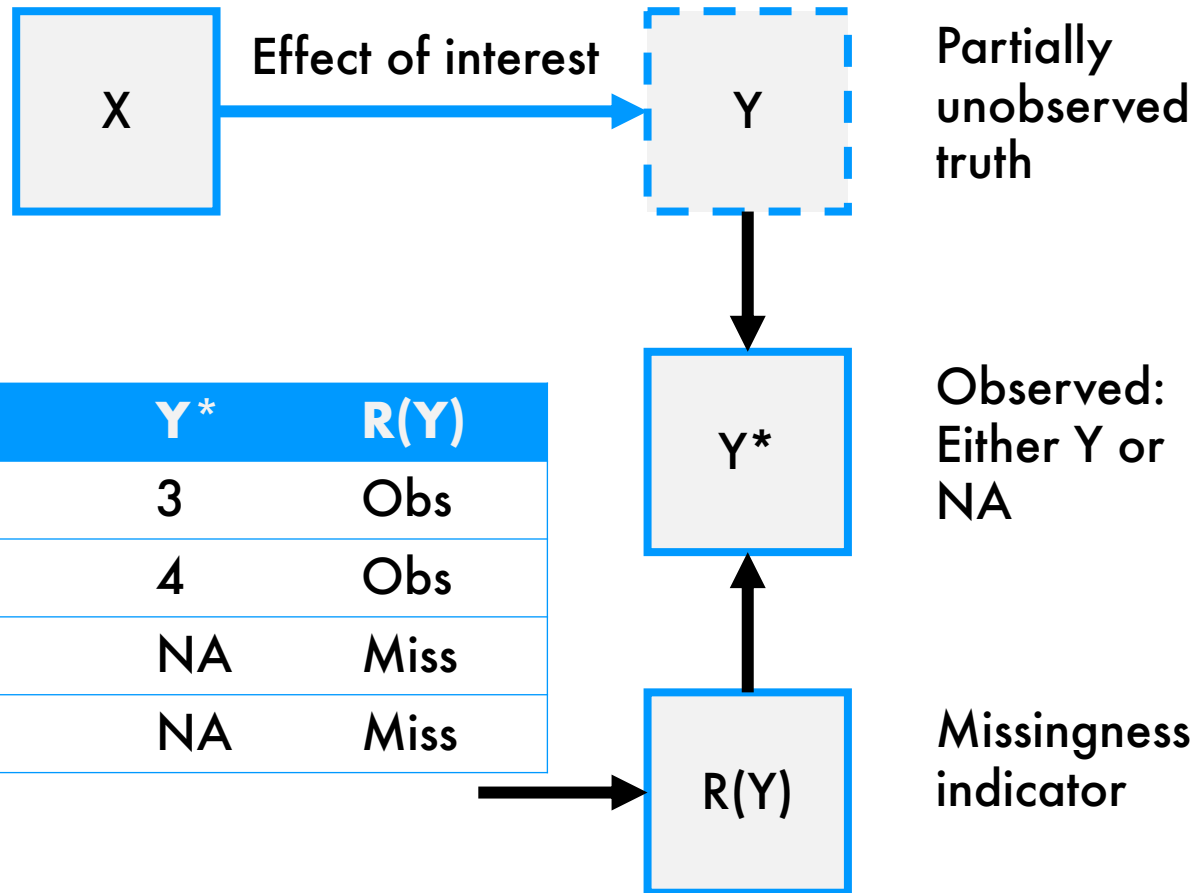 X
Effect of interest
Y
Partially
unobserved
truth
Y* R(Y)
3 Obs
4 Obs
NA Miss
NA Miss
Y*
Observed:
Either Y or
NA
R(Y)
Missingness
indicator